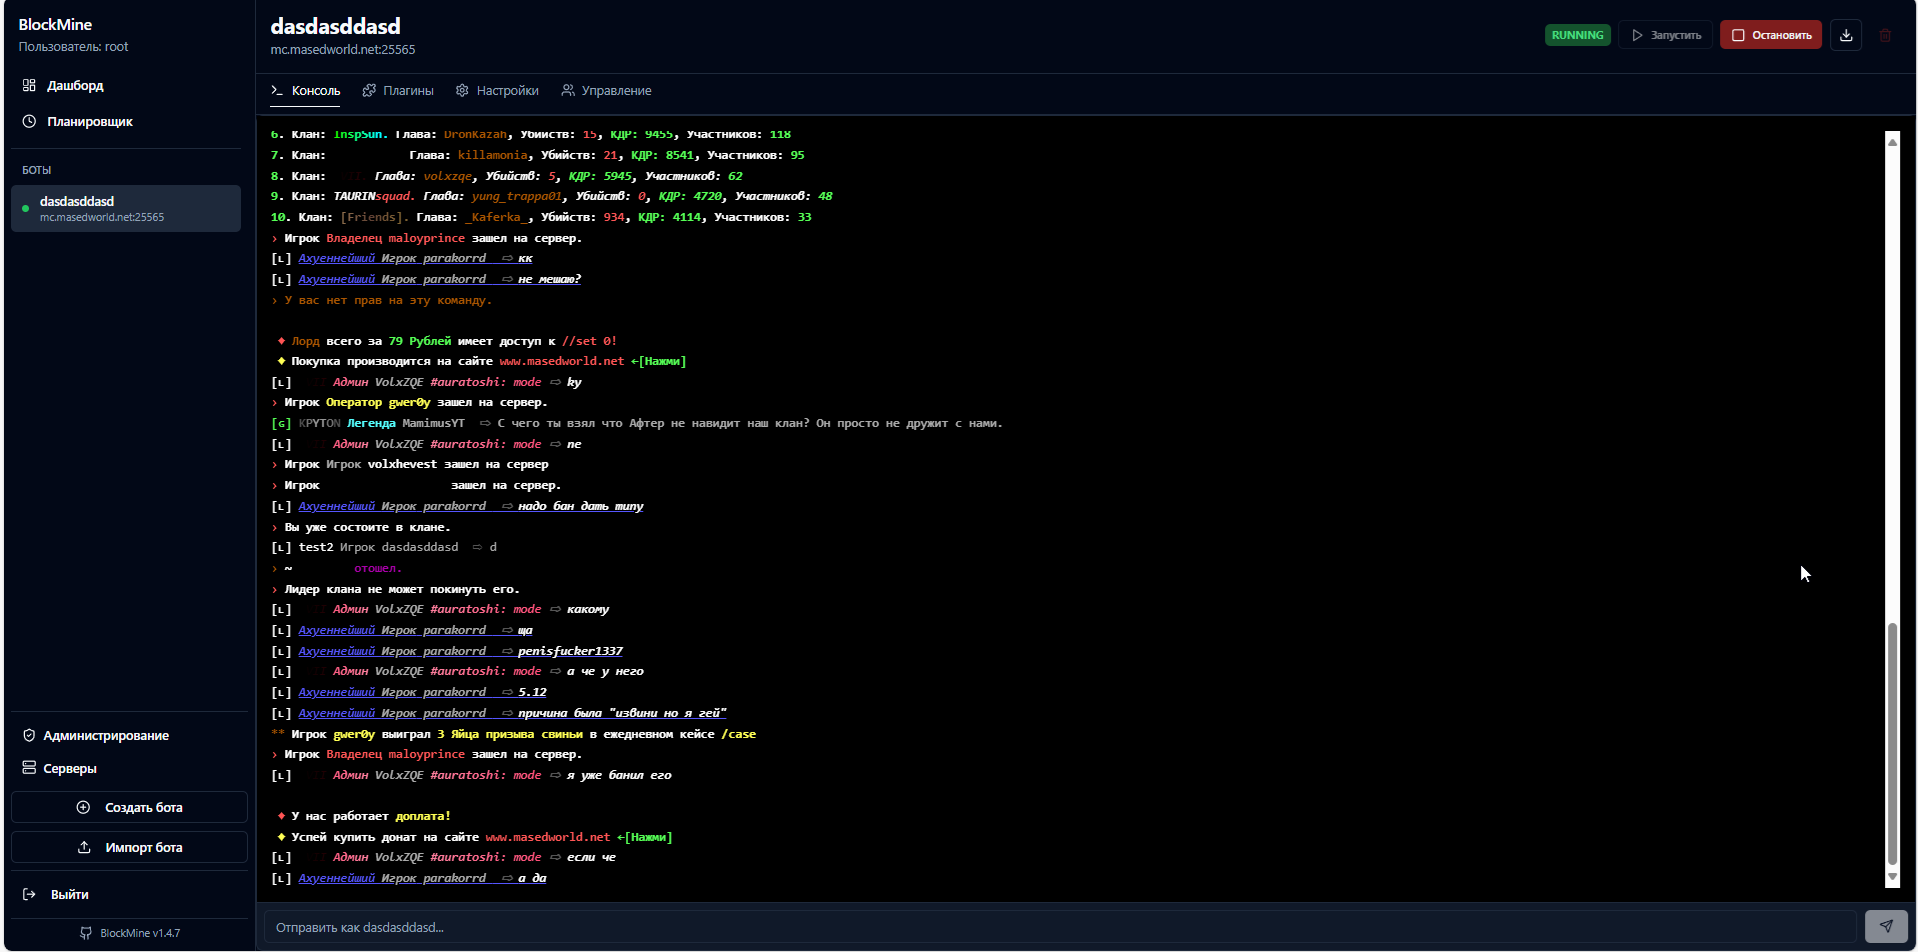 BlockMine
Пользователь: root
Дашборд
Планировщик
БОТЫ
dasdasddasd
mc.masedworld.net:25565
Администрирование
Серверы
Создать бота
Импорт бота
Выйти
BlockMine v1.4.7
dasdasddasd
mc.masedworld.net:25565
RUNNING
Запустить
Остановить
Консоль
Плагины
Настройки
Управление
6. Клан: InspSun. Глава: DronKazah, Убийств: 15, КДР: 9455, Участников: 118
7. Клан: Глава: killamonia, Убийств: 21, КДР: 8541, Участников: 95
8. Клан: Глава: volxzqe, Убийств: 5, КДР: 5945, Участников: 62
9. Клан: TAURINsquad. Глава: yung_trappa01, Убийств: 0, КДР: 4720, Участников: 48
10. Клан: [Friends]. Глава: _Kaferka_, Убийств: 934, КДР: 4114, Участников: 33
› Игрок Владелец maloyprince зашел на сервер.
[ʟ] Ахуеннейший Игрок parakorrd ⇨ кк
[ʟ] Ахуеннейший Игрок parakorrd ⇨ не мешаю?
› У вас нет прав на эту команду.
♦ Лорд всего за 79 Рублей имеет доступ к //set 0!
♦ Покупка производится на сайте www.masedworld.net ←[Нажми]
[ʟ] Админ VolxZQE #auratoshi: mode ⇨ ky
› Игрок Оператор gwer0y зашел на сервер.
[ɢ] KPYTON Легенда MamimusYT ⇨ С чего ты взял что Афтер не навидит наш клан? Он просто не дружит с нами.
[ʟ] Админ VolxZQE #auratoshi: mode ⇨ ne
› Игрок Игрок volxhevest зашел на сервер
› Игрок зашел на сервер.
[ʟ] Ахуеннейший Игрок parakorrd ⇨ надо бан дать типу
› Вы уже состоите в клане.
[ʟ] test2 Игрок dasdasddasd ⇨ d
› ~ отошел.
› Лидер клана не может покинуть его.
[ʟ] Админ VolxZQE #auratoshi: mode ⇨ какому
[ʟ] Ахуеннейший Игрок parakorrd ⇨ ща
[ʟ] Ахуеннейший Игрок parakorrd ⇨ penisfucker1337
[ʟ] Админ VolxZQE #auratoshi: mode ⇨ а че у него
[ʟ] Ахуеннейший Игрок parakorrd ⇨ 5.12
[ʟ] Ахуеннейший Игрок parakorrd ⇨ причина была "извини но я гей"
** Игрок gwer0y выиграл 3 Яйца призыва свиньи в ежедневном кейсе /case
› Игрок Владелец maloyprince зашел на сервер.
[ʟ] Админ VolxZQE #auratoshi: mode ⇨ я уже банил его
♦ У нас работает доплата!
♦ Успей купить донат на сайте www.masedworld.net ←[Нажми]
[ʟ] Админ VolxZQE #auratoshi: mode ⇨ если че
[ʟ] Ахуеннейший Игрок parakorrd ⇨ а да
Отправить как dasdasddasd...